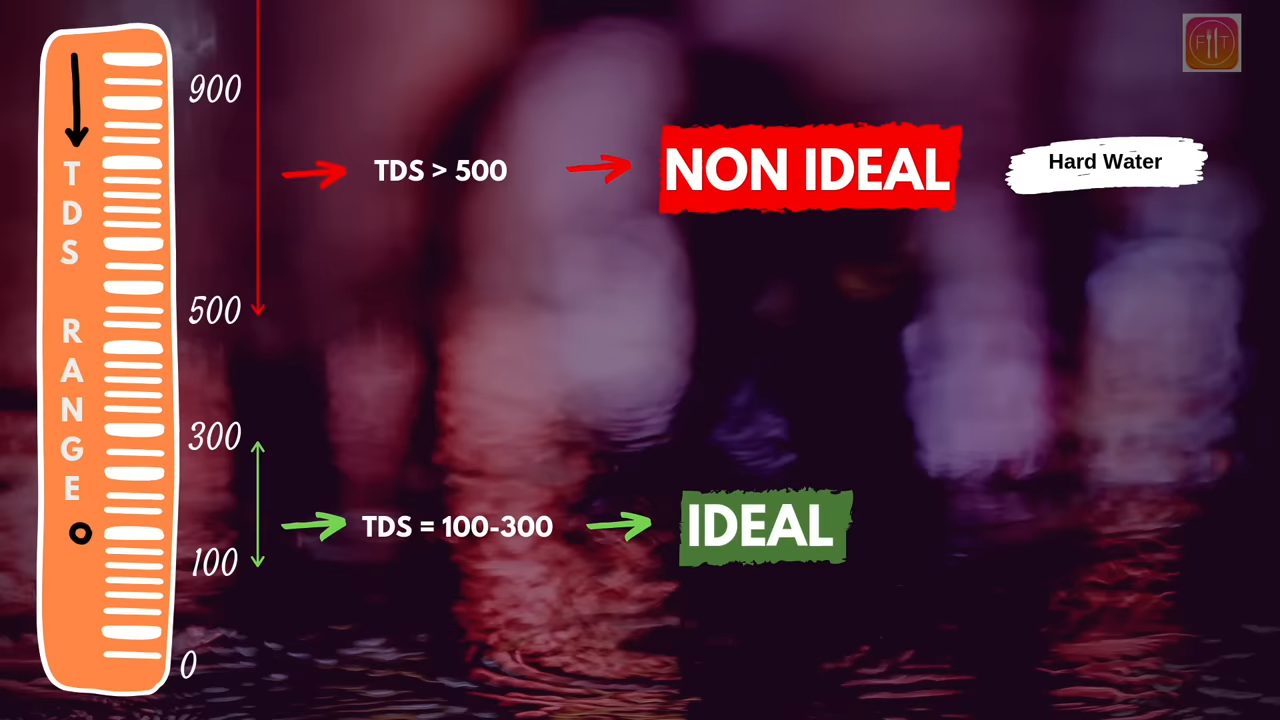 TDS RANGE
900
500
300
100
0
TDS > 500
NON IDEAL
Hard Water
TDS = 100-300
IDEAL
F T